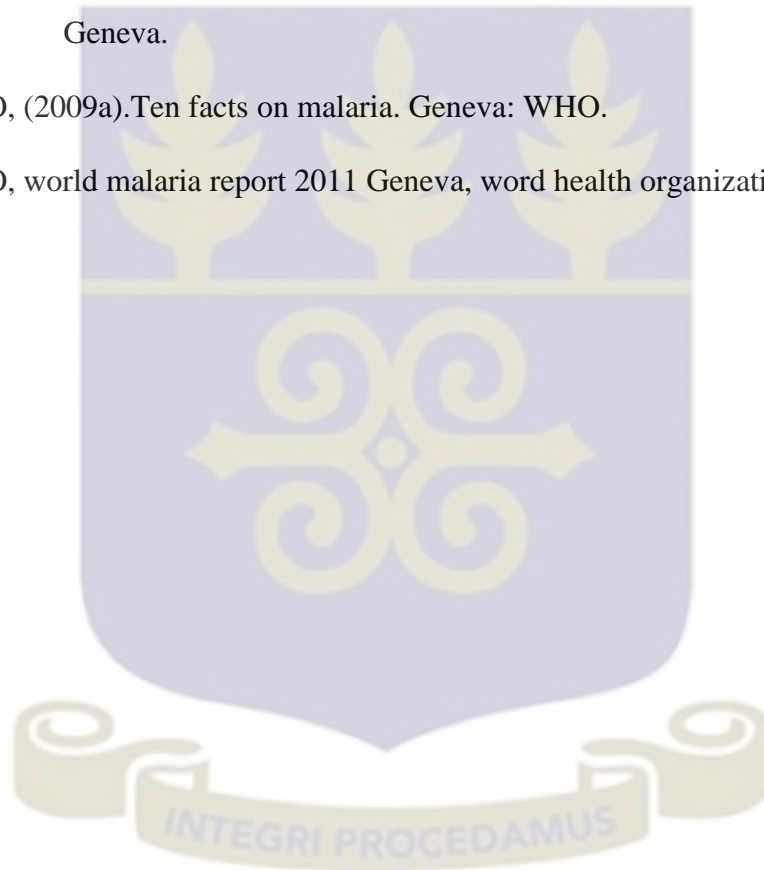 Geneva.
, (2009a).Ten facts on malaria. Geneva: WHO.
, world malaria report 2011 Geneva, word health organizati
INTEGRI PROCEDAMUS